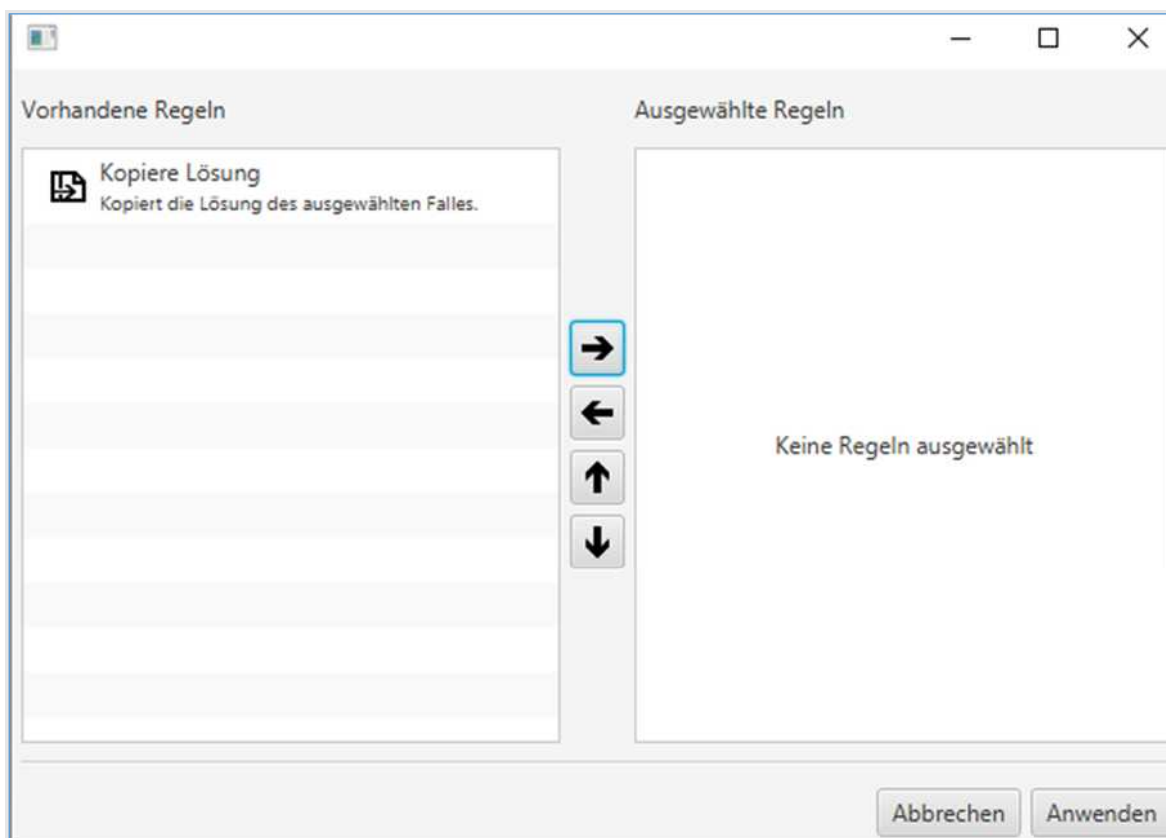 Vorhandene Regeln
Ausgewählte Regeln
Kopiere Lösung
Kopiert die Lösung des ausgewählten Falles.
Keine Regeln ausgewählt
Abbrechen
Anwenden